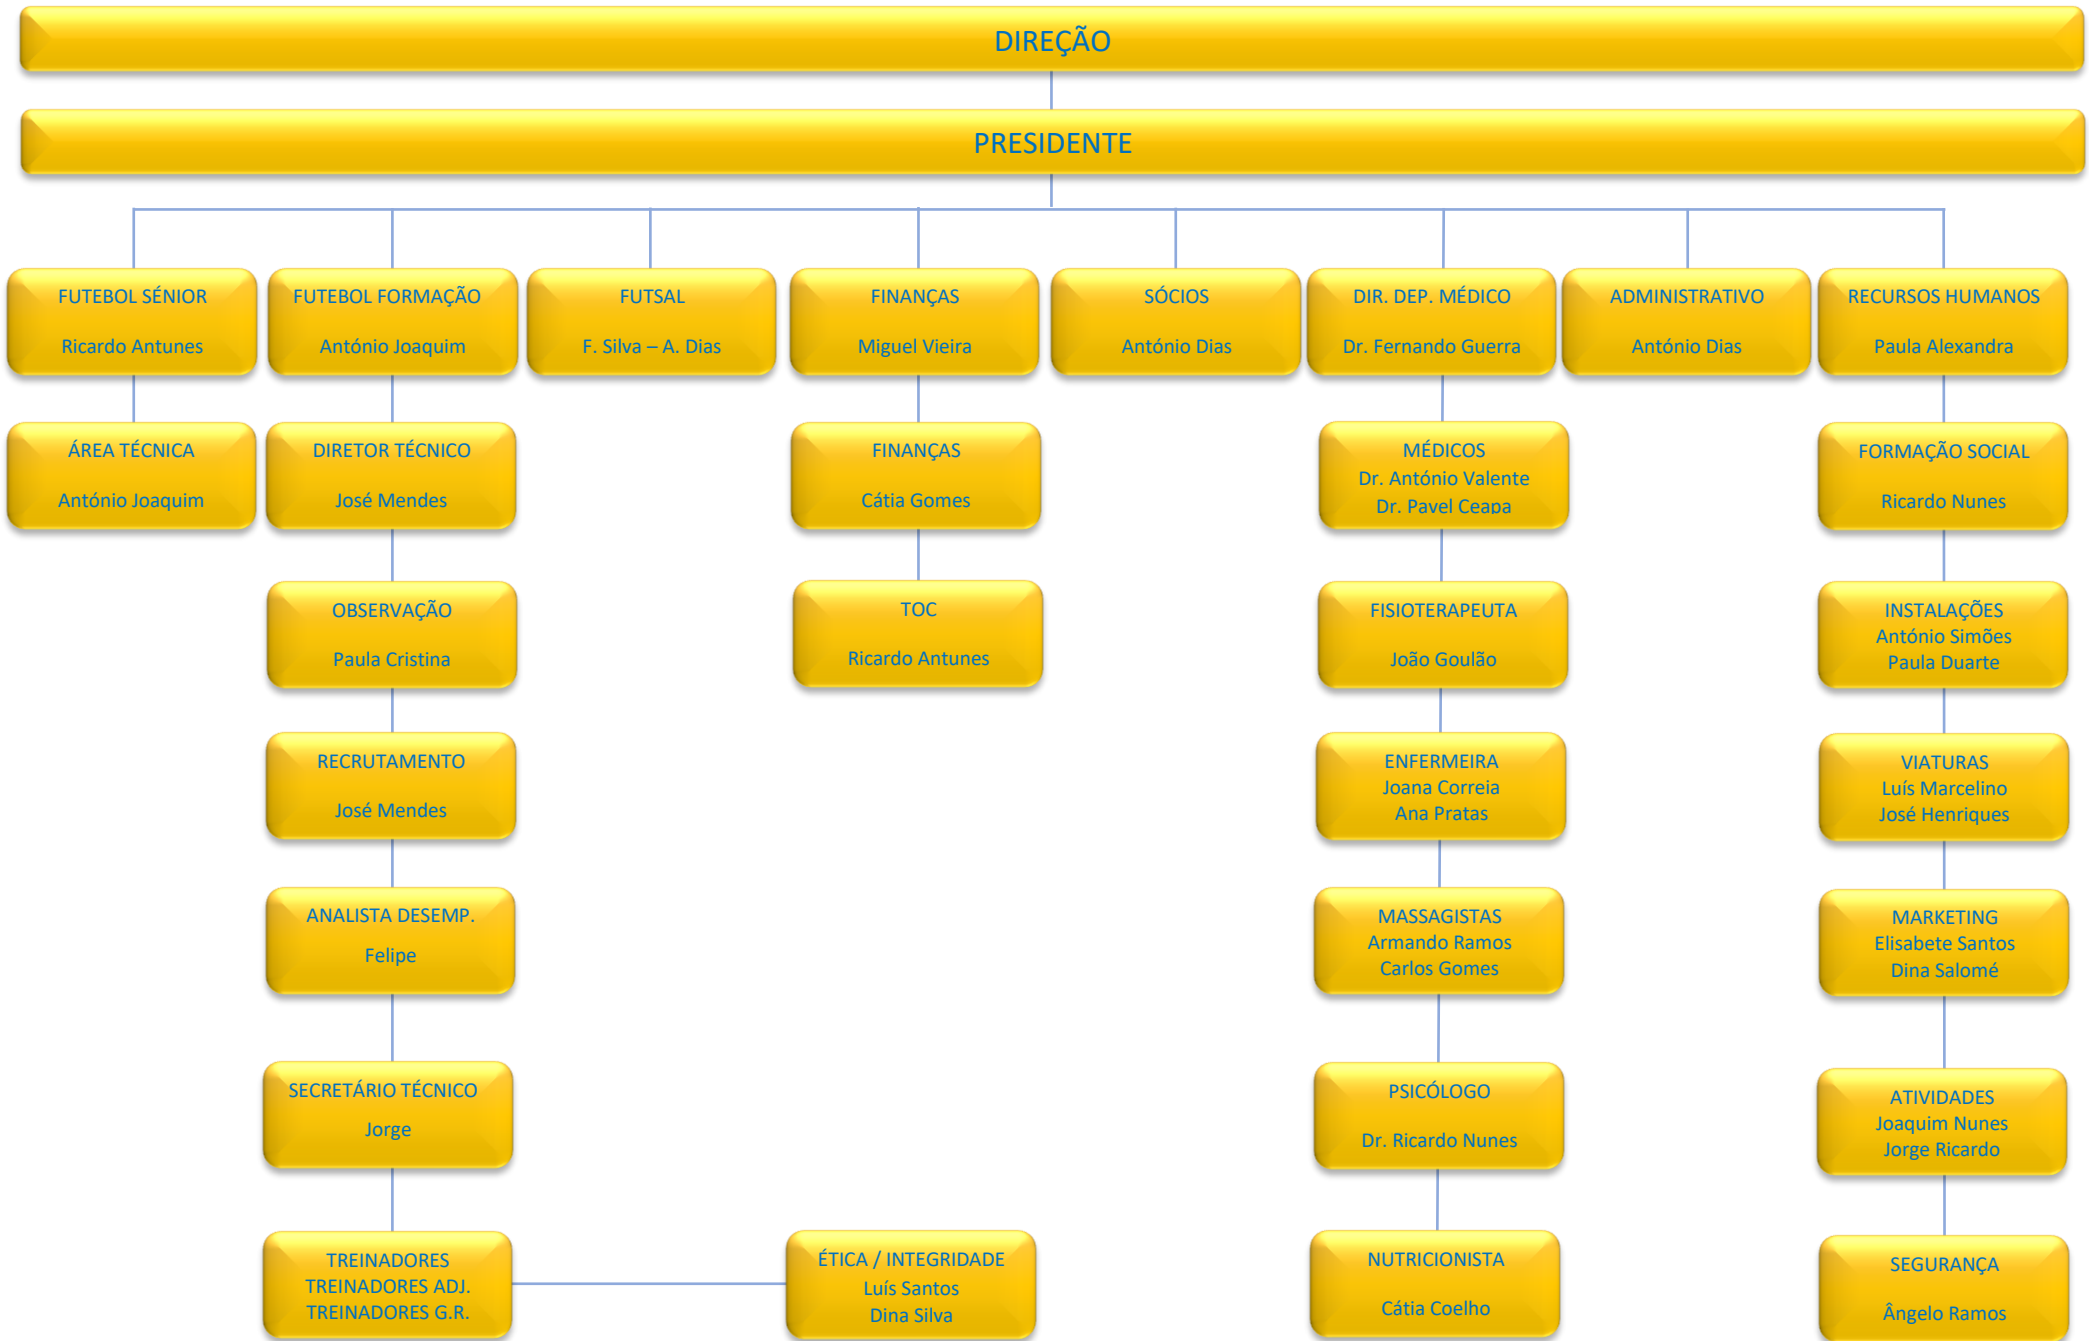 DIREÇÃO
PRESIDENTE
FUTEBOL SÉNIOR
Ricardo Antunes
FUTEBOL FORMAÇÃO
António Joaquim
FUTSAL
F. Silva – A. Dias
FINANÇAS
Miguel Vieira
SÓCIOS
António Dias
DIR. DEP. MÉDICO
Dr. Fernando Guerra
ADMINISTRATIVO
António Dias
RECURSOS HUMANOS
Paula Alexandra
ÁREA TÉCNICA
António Joaquim
DIRETOR TÉCNICO
José Mendes
FINANÇAS
Cátia Gomes
MÉDICOS
Dr. António Valente
Dr. Pavel Ceapa
FORMAÇÃO SOCIAL
Ricardo Nunes
OBSERVAÇÃO
Paula Cristina
TOC
Ricardo Antunes
FISIOTERAPEUTA
João Goulão
INSTALAÇÕES
António Simões
Paula Duarte
RECRUTAMENTO
José Mendes
ENFERMEIRA
Joana Correia
Ana Pratas
VIATURAS
Luís Marcelino
José Henriques
ANALISTA DESEMP.
Felipe
MASSAGISTAS
Armando Ramos
Carlos Gomes
MARKETING
Elisabete Santos
Dina Salomé
SECRETÁRIO TÉCNICO
Jorge
PSICÓLOGO
Dr. Ricardo Nunes
ATIVIDADES
Joaquim Nunes
Jorge Ricardo
TREINADORES
TREINADORES ADJ.
TREINADORES G.R.
ÉTICA / INTEGRIDADE
Luís Santos
Dina Silva
NUTRICIONISTA
Cátia Coelho
SEGURANÇA
Ângelo Ramos